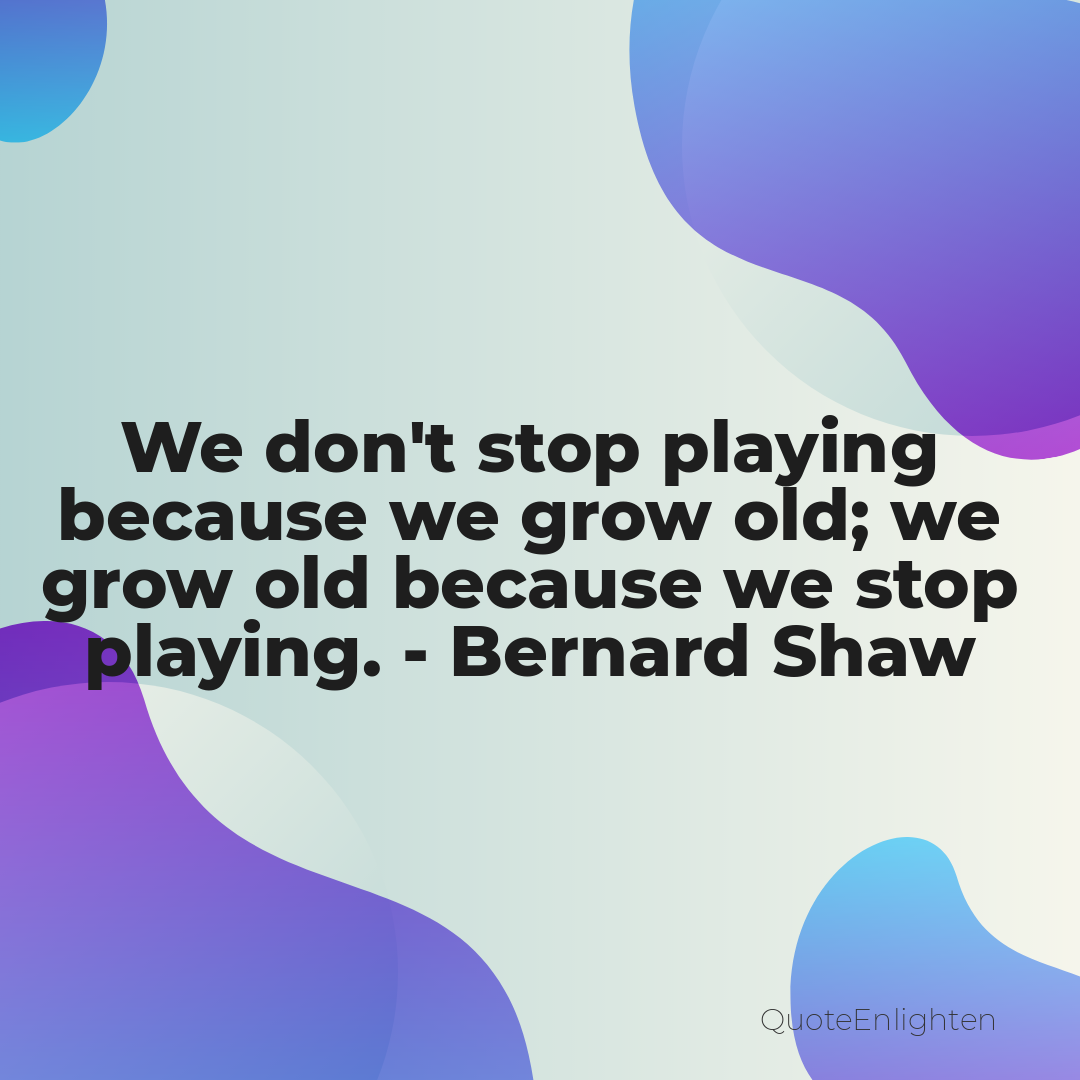 We don't stop playing
because we grow old; we
grow old because we stop
playing. - Bernard Shaw
QuoteEnlighten